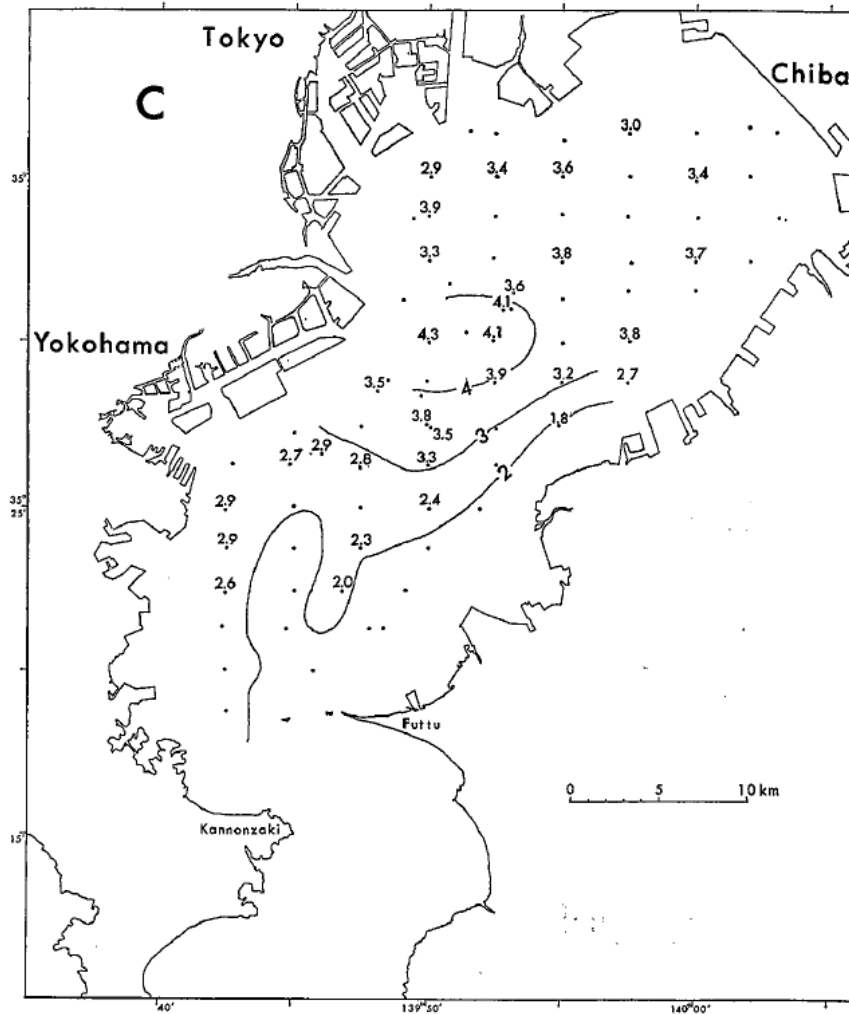 Tokyo
C
Chiba
3.0
35'
2.9 3.4 3.6 3.4
3.9
3.3 3.8 3.7
3.6
4.1
Yokohama
4.3 4.1 3.8
3.5 4 3.9 3.2 2.7
3.8 3.5 3 1.8
2.9
2.7 2.8 3.3
2
35°
25'
2.9 2.4
2.9 2.3
2.6 2.0
Futtu
0 5 10 km
15'
Kannonzaki
40' 139° 50' 140° 00'